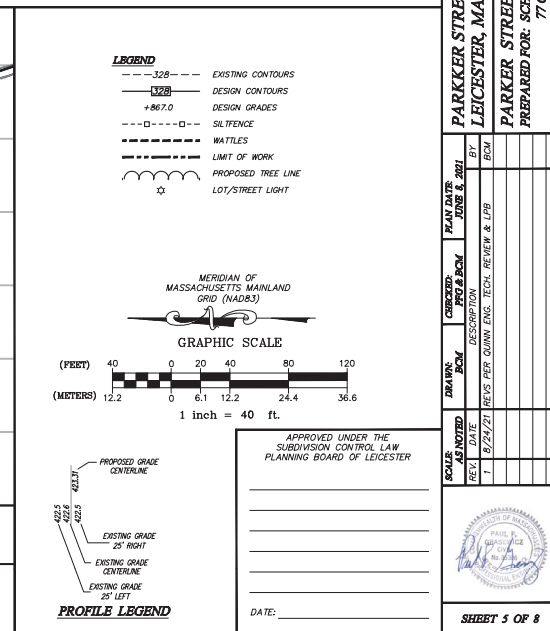 LEGEND
328 EXISTING CONTOURS
328 DESIGN CONTOURS
+867.0 DESIGN GRADES
SILTFENCE
WATTLES
LIMIT OF WORK
PROPOSED TREE LINE
LOT/STREET LIGHT
MERIDIAN OF
MASSACHUSETTS MAINLAND
GRID (NAD83)
GRAPHIC SCALE
(FEET) 40 0 20 40 80 120
(METERS) 12.2 0 6.1 12.2 24.4 36.6
1 inch = 40 ft.
PROPOSED GRADE
CENTERLINE
423.31
422.5
422.6
422.5
EXISTING GRADE
25' RIGHT
EXISTING GRADE
CENTERLINE
EXISTING GRADE
25' LEFT
PROFILE LEGEND
APPROVED UNDER THE
SUBDIVISION CONTROL LAW
PLANNING BOARD OF LEICESTER
DATE:
PARKKER STRE
LEICESTER, MA
PARKER STREE
PREPARED FOR: SCH
77 
SCALE:
AS NOTED
DRAWN:
BCM
CHECKED:
PFG & BCM
PLAN DATE:
JUNE 8, 2021
REV. DATE DESCRIPTION BY
1 8/24/21 REVS PER QUINN ENG. TECH. REVIEW & LPB BCM
PAUL F.
CIVIL
SHEET 5 OF 8